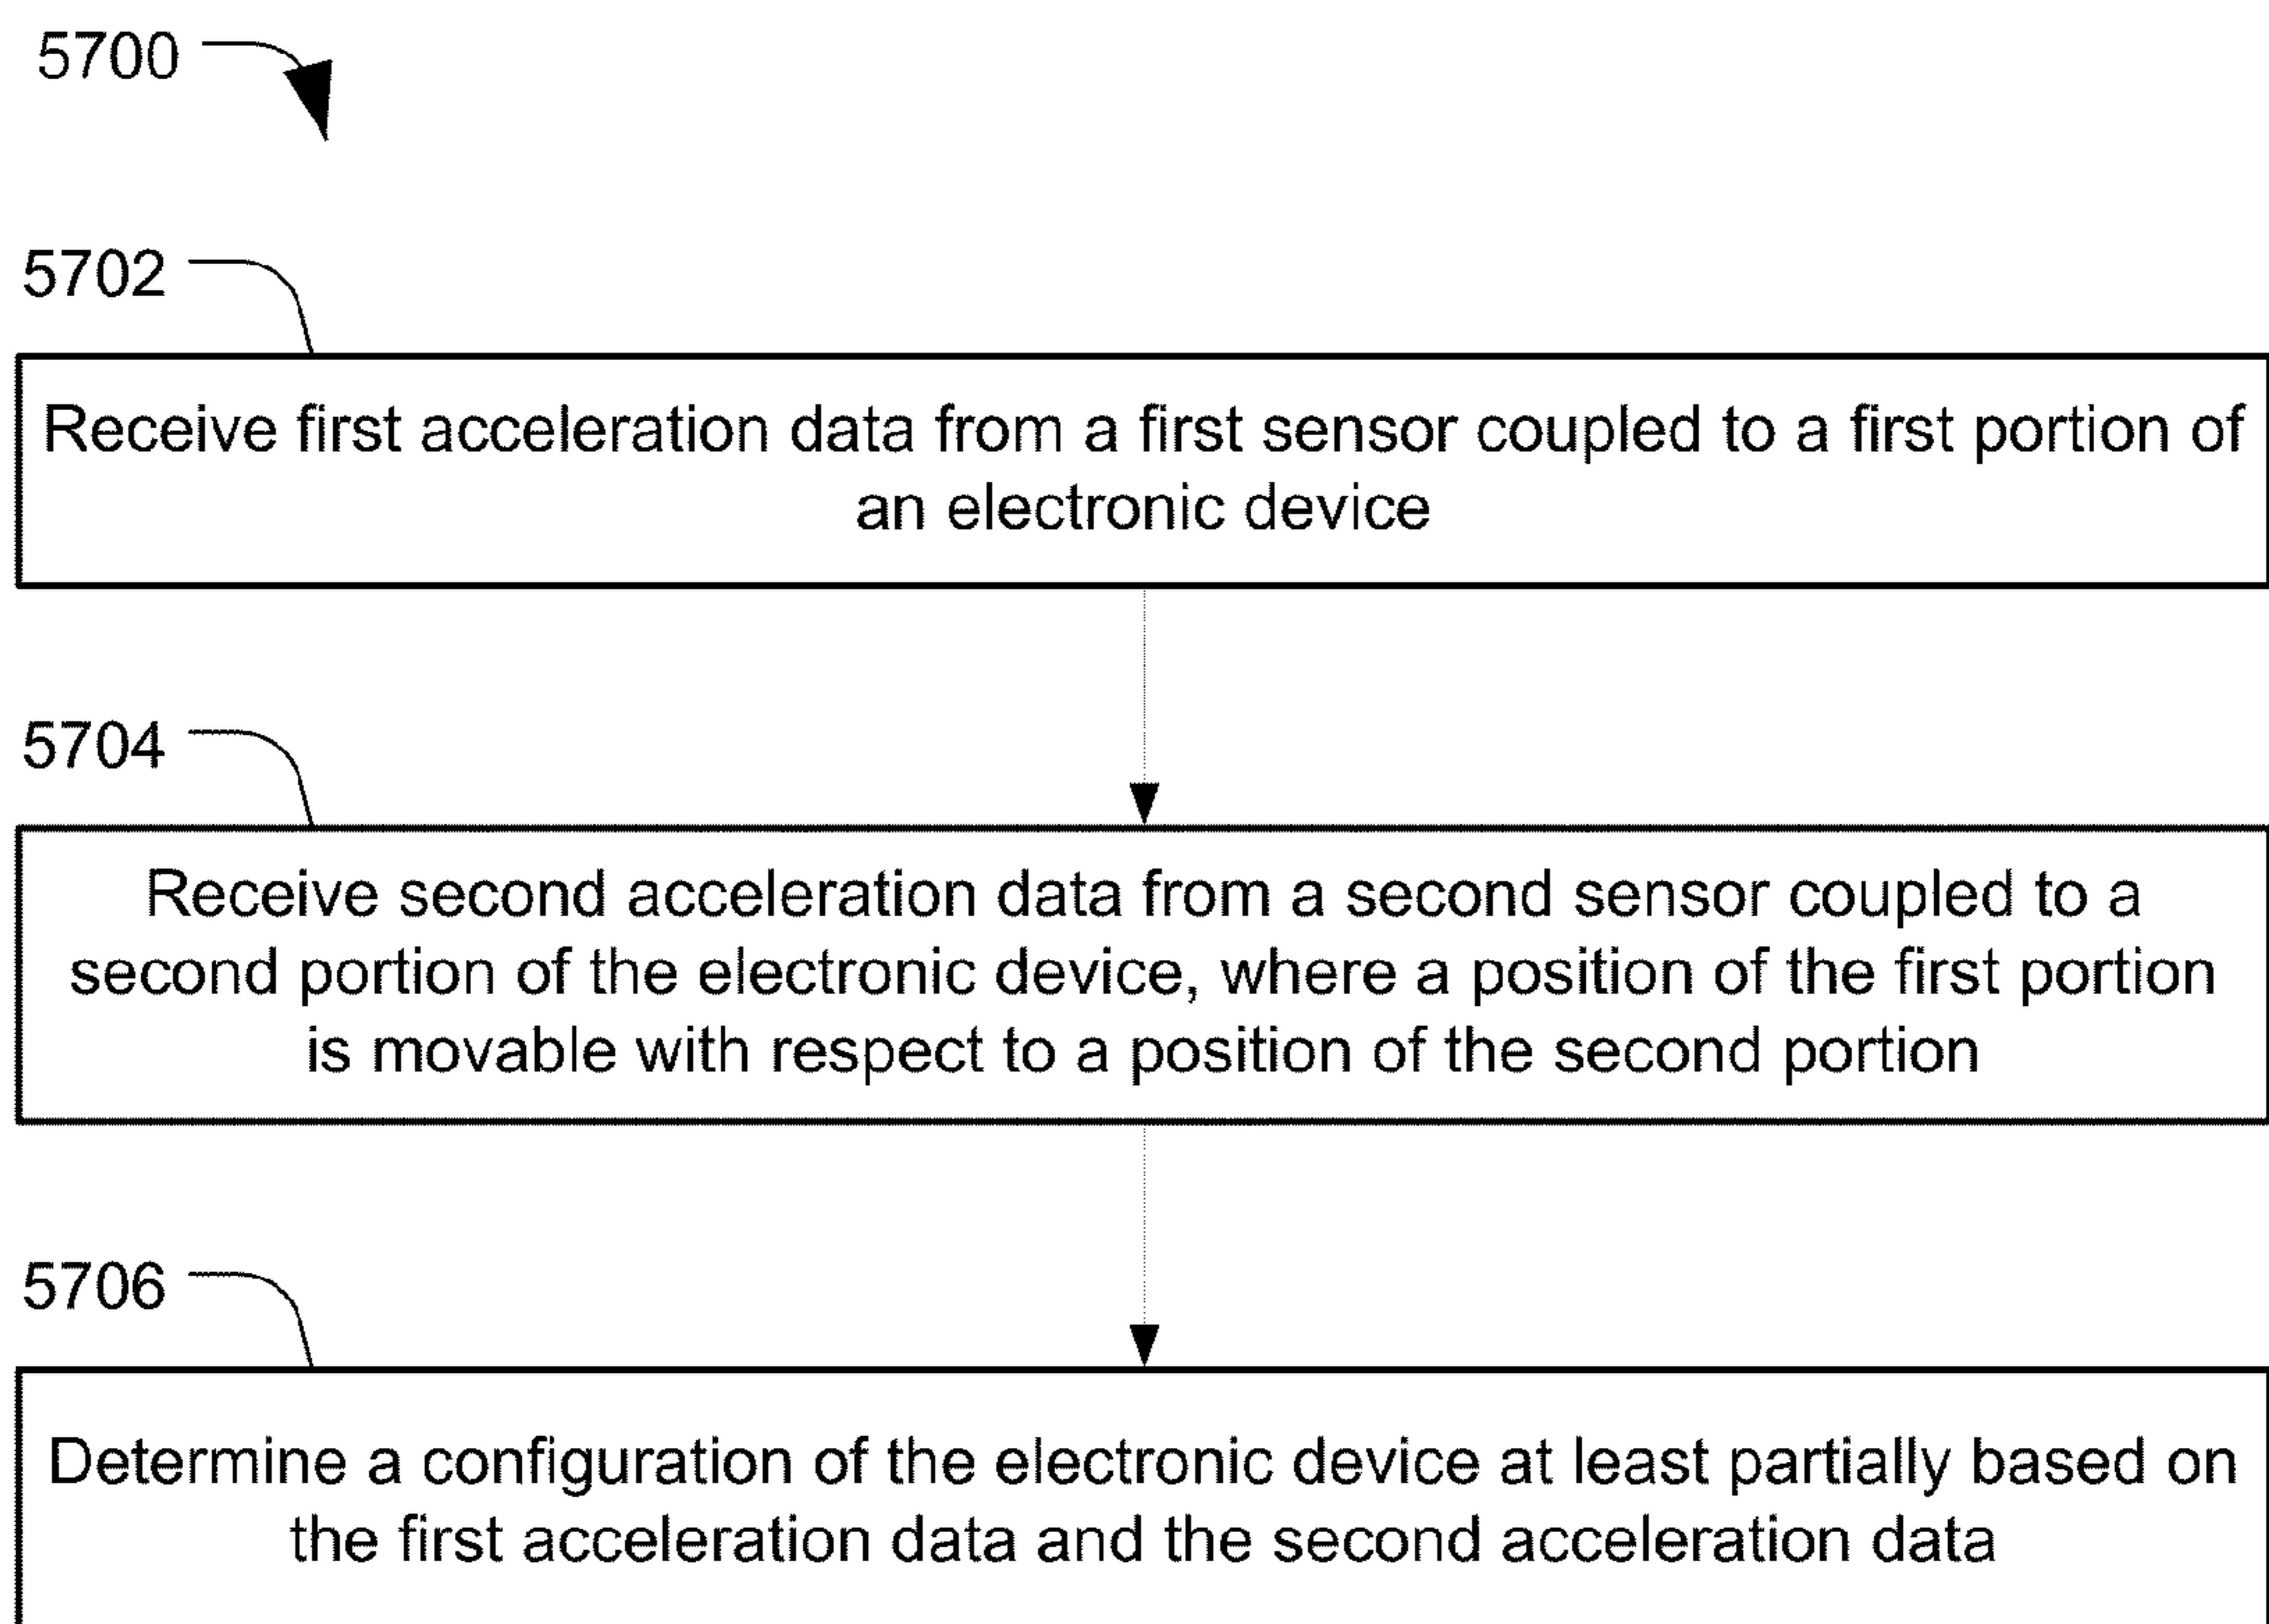 5700
5702
Receive first acceleration data from a first sensor coupled to a first portion of
an electronic device
5704
Receive second acceleration data from a second sensor coupled to a
second portion of the electronic device, where a position of the first portion
is movable with respect to a position of the second portion
5706
Determine a configuration of the electronic device at least partially based on
the first acceleration data and the second acceleration data